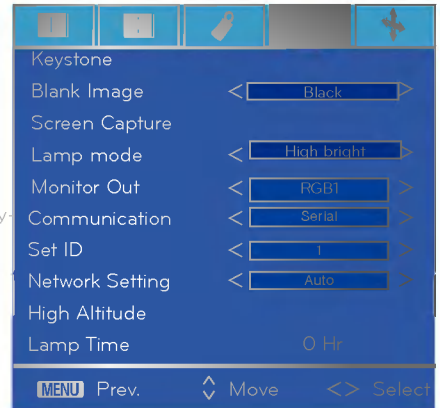 Keystone
Blank Image < Black >
Screen Capture
Lamp mode < High bright >
Monitor Out < RGB1 >
Communication < Serial >
Set ID < 1 >
Network Setting < Auto >
High Altitude
Lamp Time 0 Hr
MENU Prev. Move <> Select